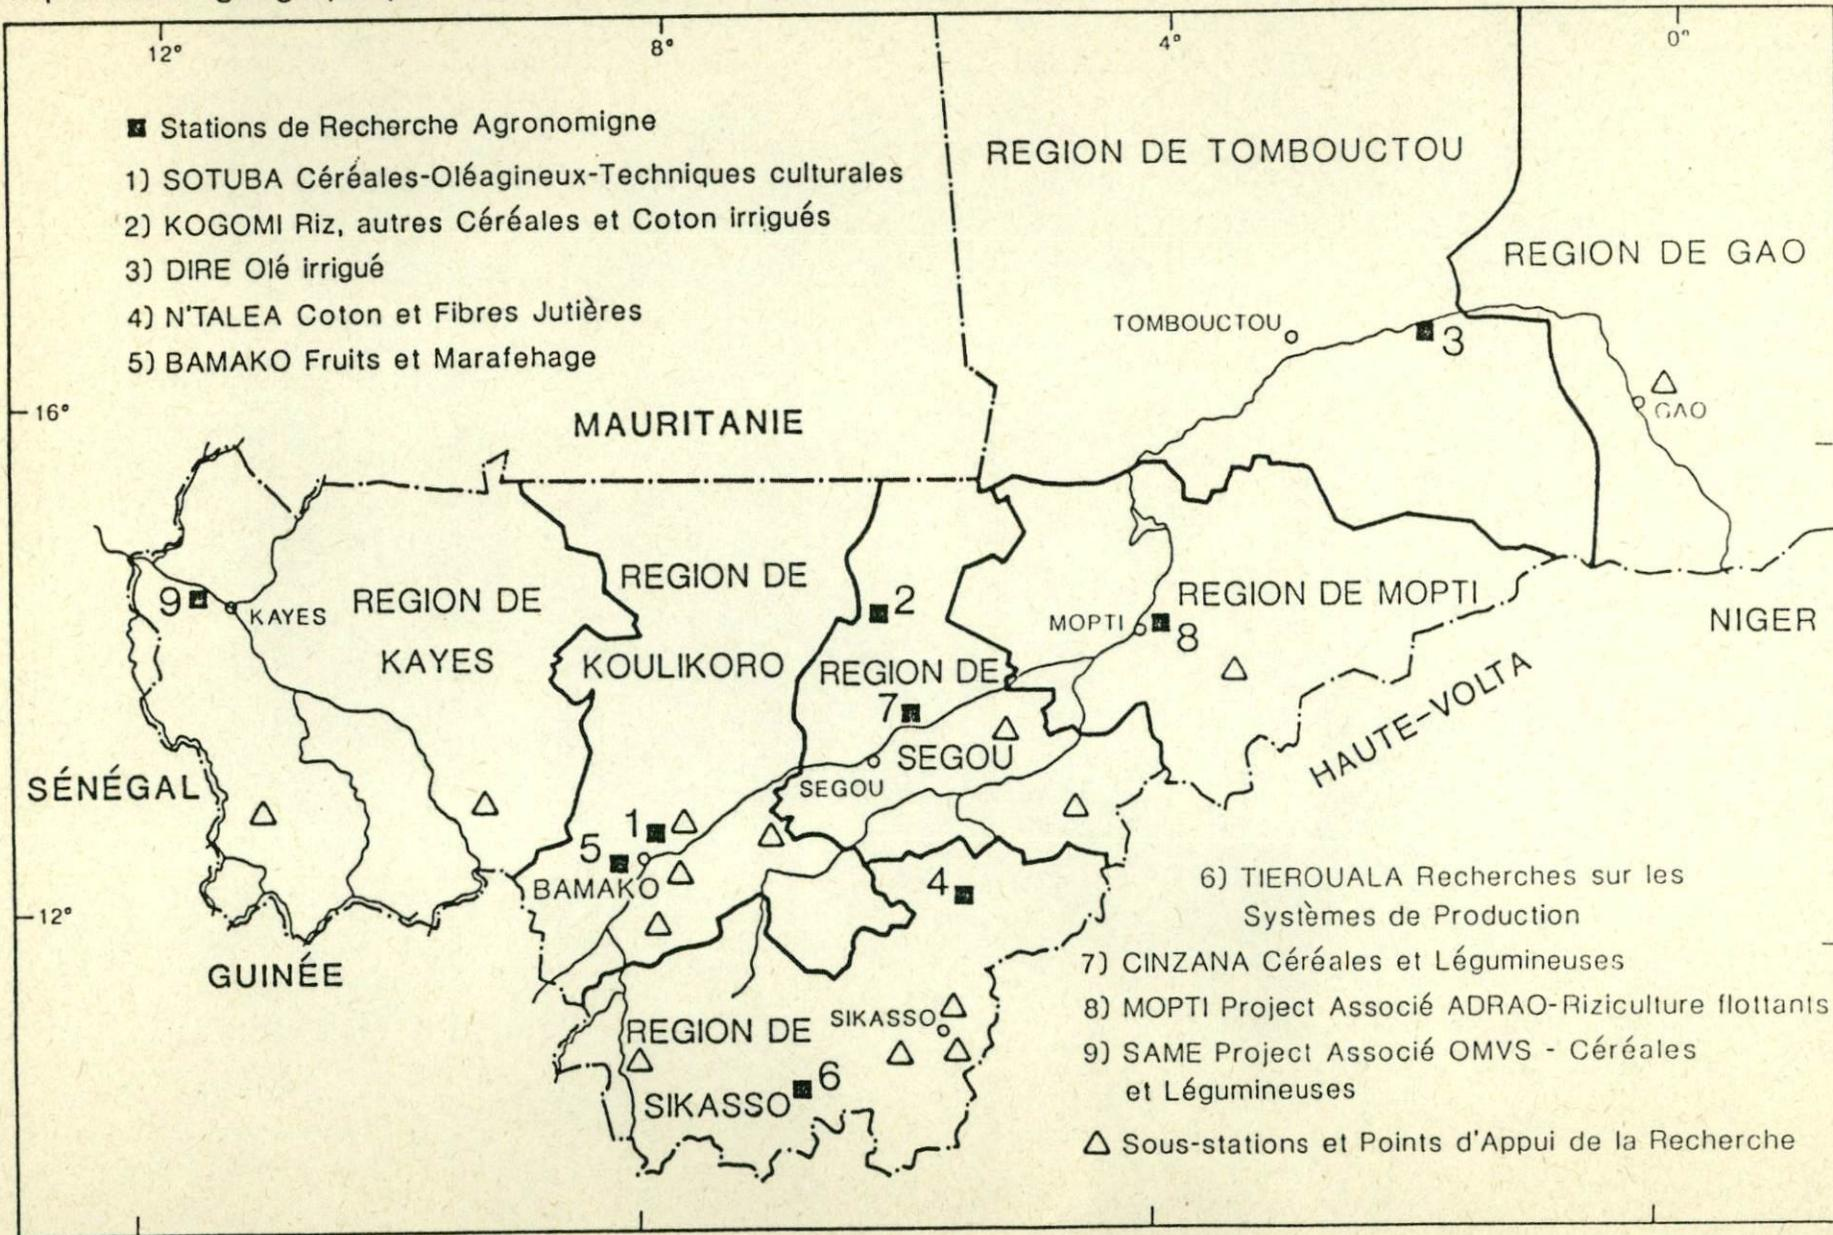 12° 8° 4° 0°
■ Stations de Recherche Agronomigne
1) SOTUBA Céréales-Oléagineux-Techniques culturales
2) KOGOMI Riz, autres Céréales et Coton irrigués
3) DIRE Olé irrigué
4) N'TALEA Coton et Fibres Jutières
5) BAMAKO Fruits et Marafehage
REGION DE TOMBOUCTOU
REGION DE GAO
TOMBOUCTOU
3
GAO
16°
MAURITANIE
9
KAYES
REGION DE
KAYES
REGION DE
KOULIKORO
2
REGION DE
7
SEGOU
SEGOU
MOPTI
8
REGION DE MOPTI
NIGER
HAUTE-VOLTA
SÉNÉGAL
1
5
BAMAKO
4
12°
GUINÉE
REGION DE
SIKASSO
SIKASSO
6
6) TIEROUALA Recherches sur les
Systèmes de Production
7) CINZANA Céréales et Légumineuses
8) MOPTI Project Associé ADRAO-Riziculture flottants
9) SAME Project Associé OMVS - Céréales
et Légumineuses
△ Sous-stations et Points d'Appui de la Recherche